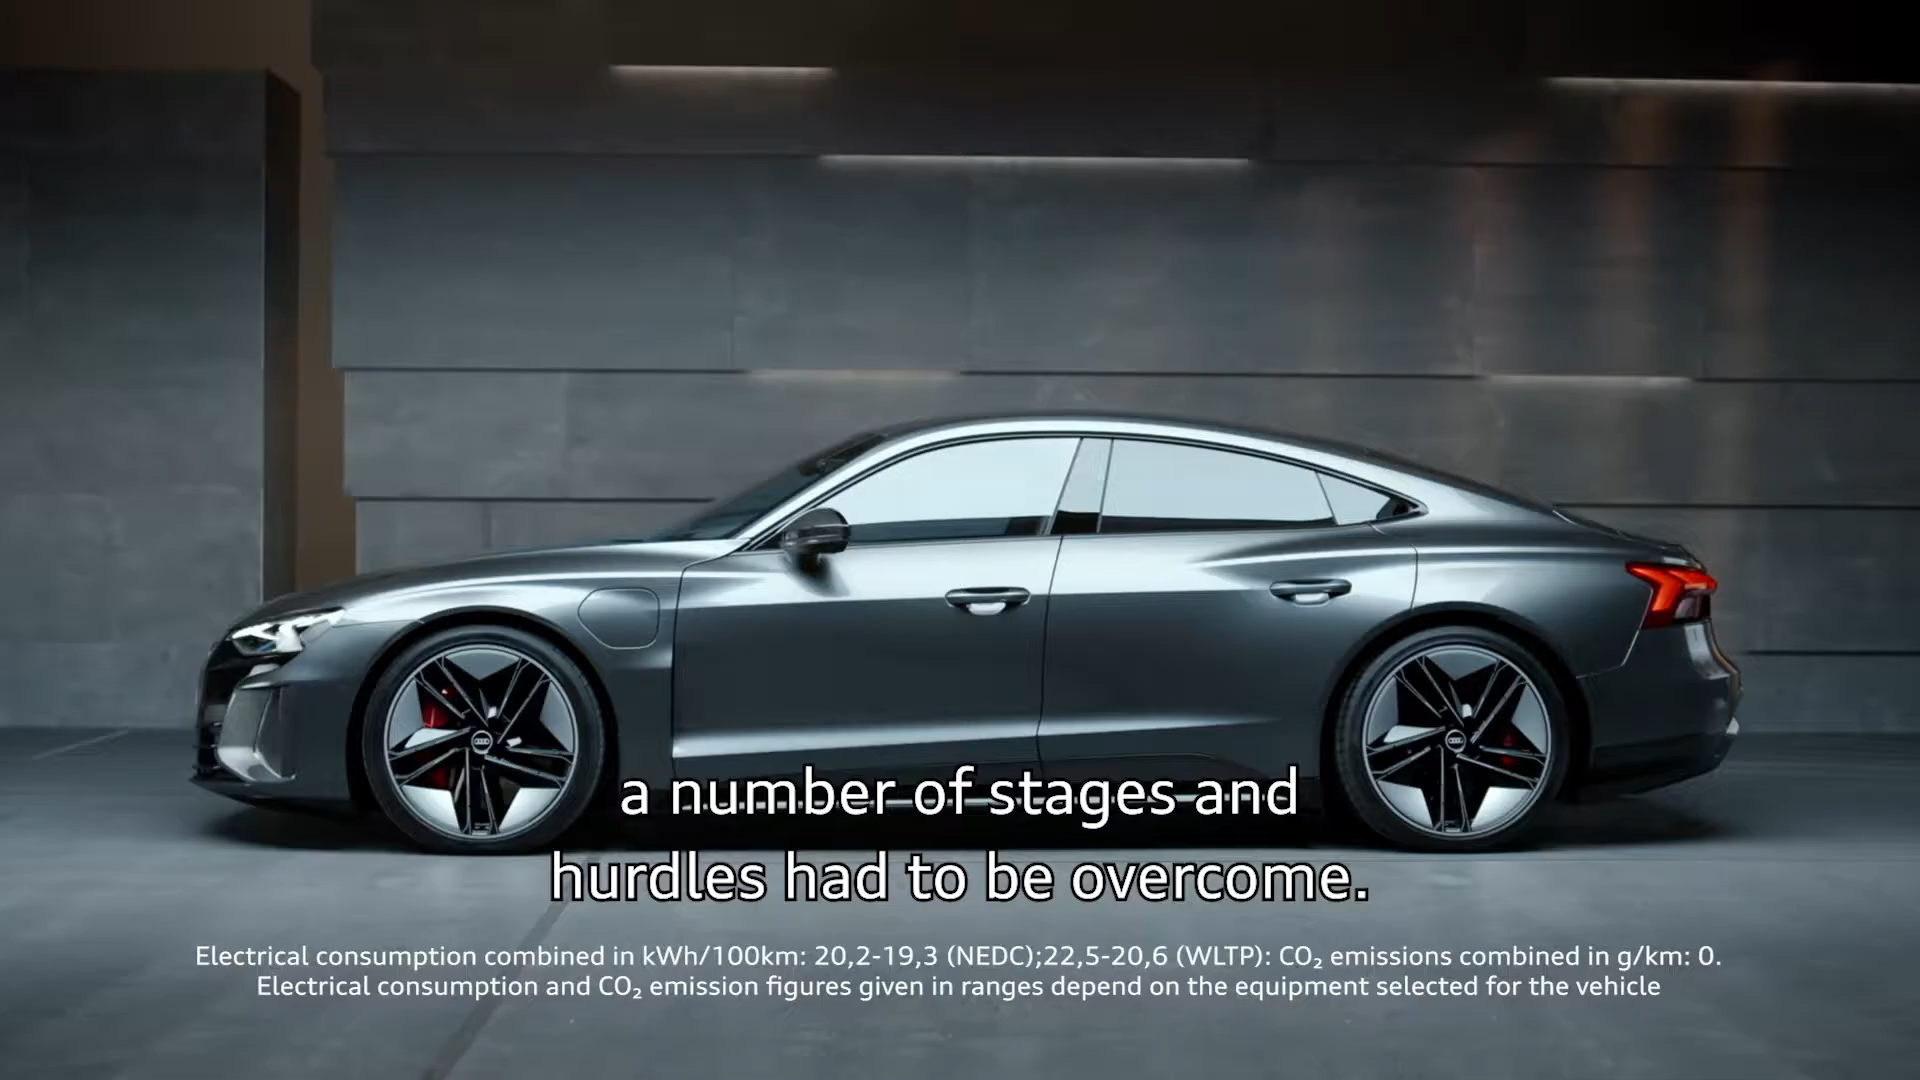 a number of stages and
hurdles had to be overcome.
Electrical consumption combined in kWh/100km: 20,2-19,3 (NEDC);22,5-20,6 (WLTP): CO₂ emissions combined in g/km: 0.
Electrical consumption and CO₂ emission figures given in ranges depend on the equipment selected for the vehicle